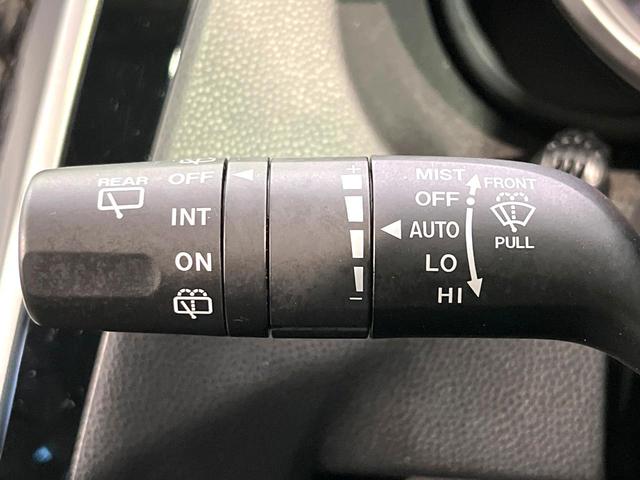 REAR
OFF
INT
ON
+
−
MIST
OFF
AUTO
LO
HI
FRONT
PULL